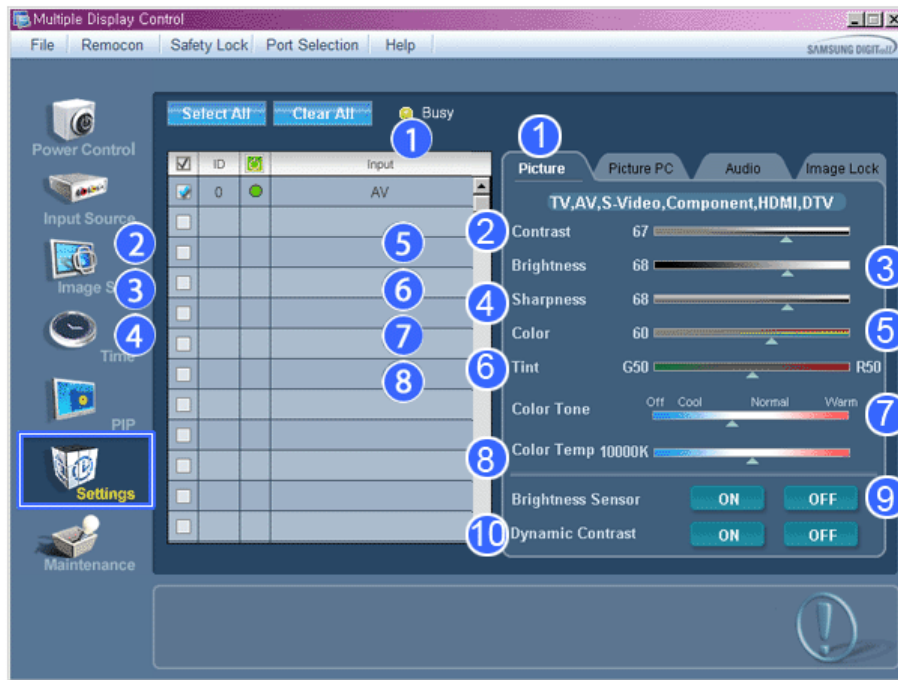 Multiple Display Control
File Remocon Safety Lock Port Selection Help
SAMSUNG DIGITall
Select All Clear All Busy
Power Control
Input Source
Image
Time
PIP
Settings
Maintenance
ID Input
0 AV
1
2
3
4
5
6
7
8
1
Picture Picture PC Audio Image Lock
TV,AV,S-Video,Component,HDMI,DTV
2 Contrast 67
Brightness 68 3
4 Sharpness 68
Color 60 5
6 Tint G50 R50
Off Cool Normal Warm
Color Tone 7
8 Color Temp 10000K
Brightness Sensor ON OFF 9
10 Dynamic Contrast ON OFF